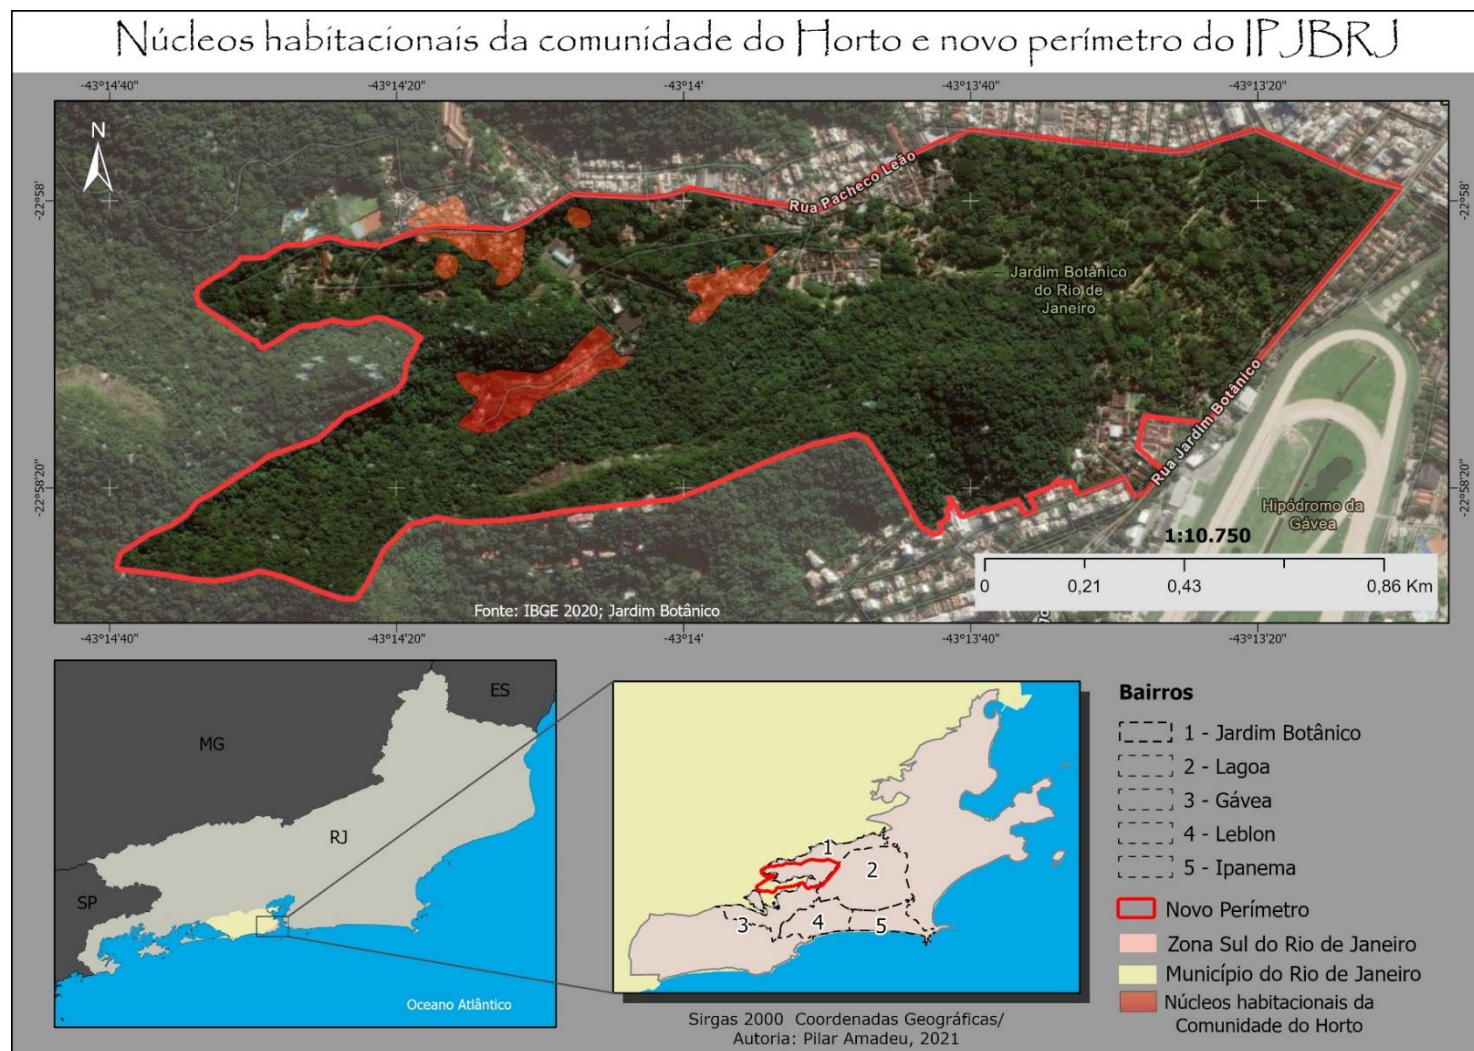 Núcleos habitacionais da comunidade do Horto e novo perímetro do IPJBRJ
-43°14'40" -43°14'20" -43°14' -43°13'40" -43°13'20"
N
-22°58'
-22°58'
Rua Pacheco Leão
Jardim Botânico
do Rio de
Janeiro
Rua Jardim Botânico
-22°58'20"
-22°58'20"
Hipódromo da
Gávea
1:10.750
0 0,21 0,43 0,86 Km
Fonte: IBGE 2020; Jardim Botânico
-43°14'40" -43°14'20" -43°14' -43°13'40" -43°13'20"
ES
MG
RJ
SP
Oceano Atlântico
1
2
3
4
5
Sirgas 2000 Coordenadas Geográficas/
Autoria: Pilar Amadeu, 2021
Bairros
1 - Jardim Botânico
2 - Lagoa
3 - Gávea
4 - Leblon
5 - Ipanema
Novo Perímetro
Zona Sul do Rio de Janeiro
Município do Rio de Janeiro
Núcleos habitacionais da
Comunidade do Horto